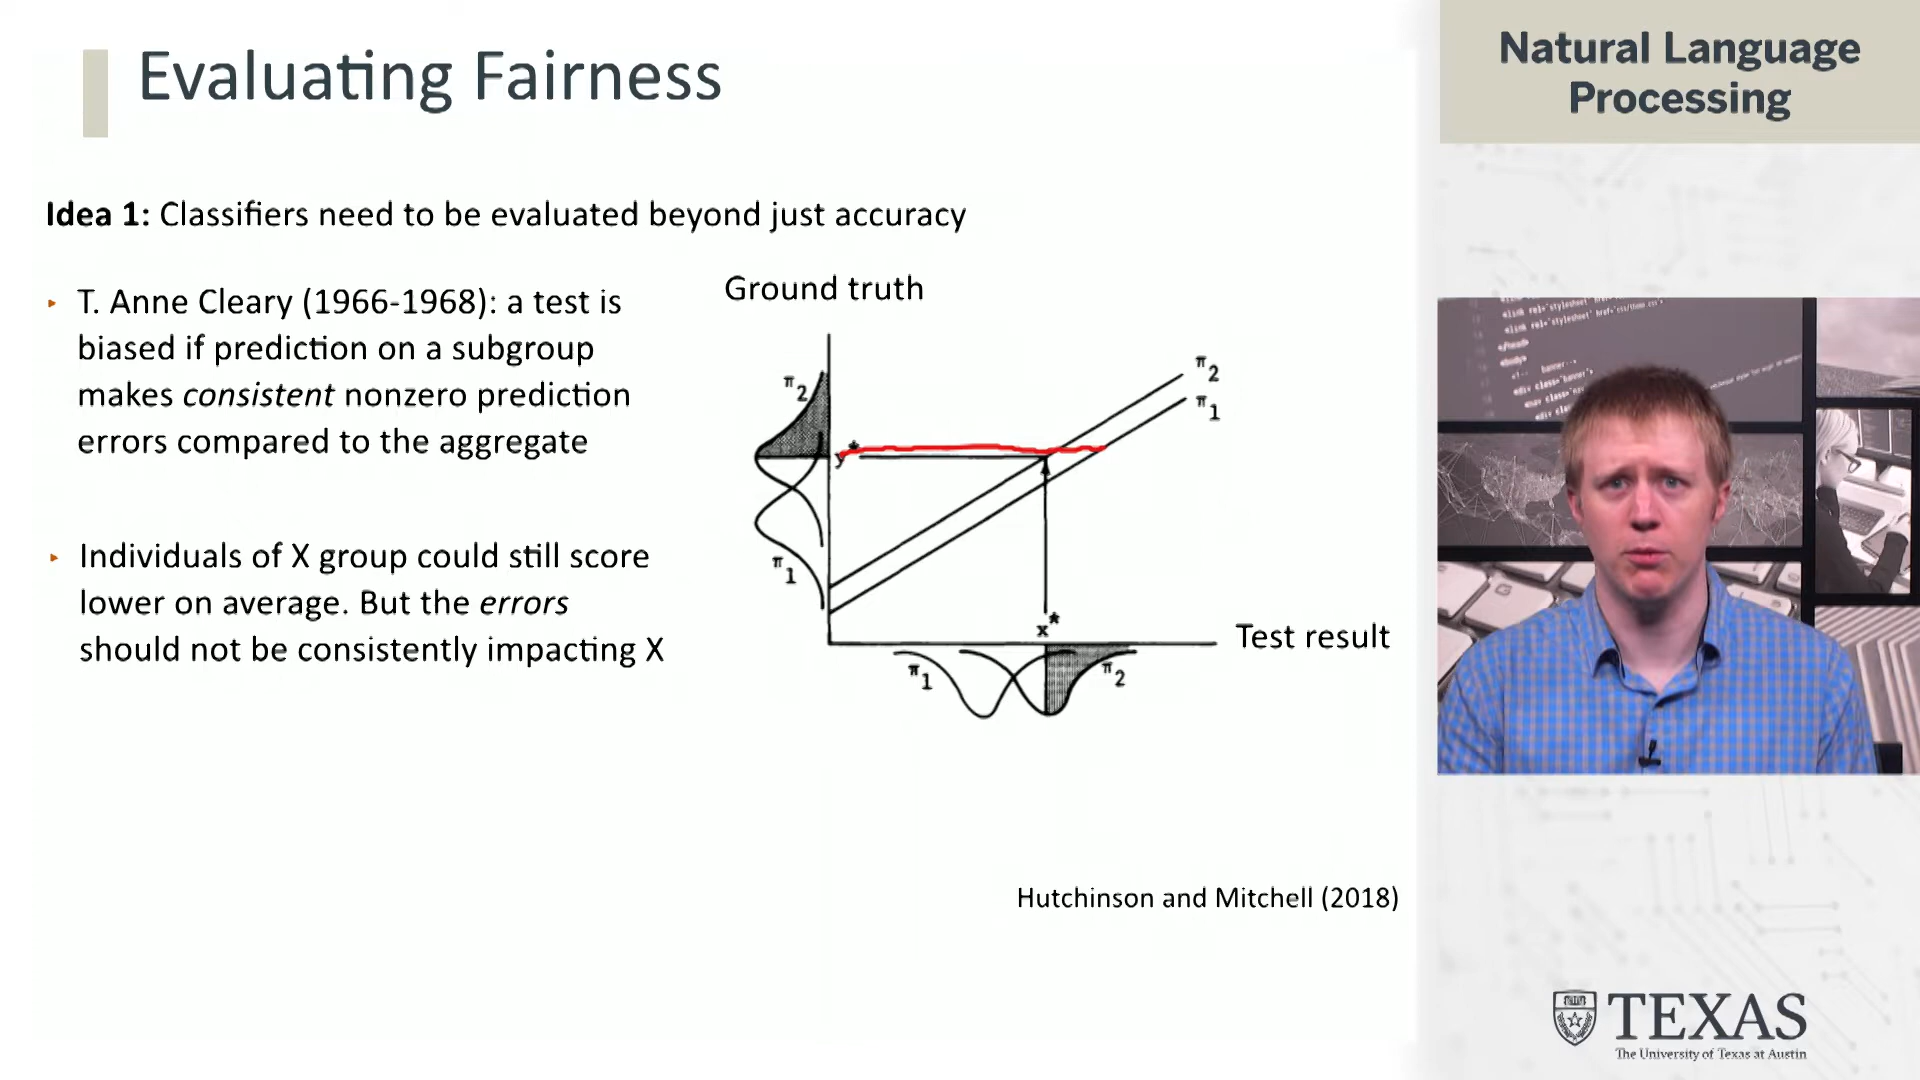 Evaluating Fairness
Natural Language
Processing
Idea 1: Classifiers need to be evaluated beyond just accuracy
▸ T. Anne Cleary (1966-1968): a test is
biased if prediction on a subgroup
makes consistent nonzero prediction
errors compared to the aggregate
▸ Individuals of X group could still score
lower on average. But the errors
should not be consistently impacting X
Ground truth
π2
π2
π1
y*
π1
x*
Test result
π1
π2
Hutchinson and Mitchell (2018)
TEXAS
The University of Texas at Austin